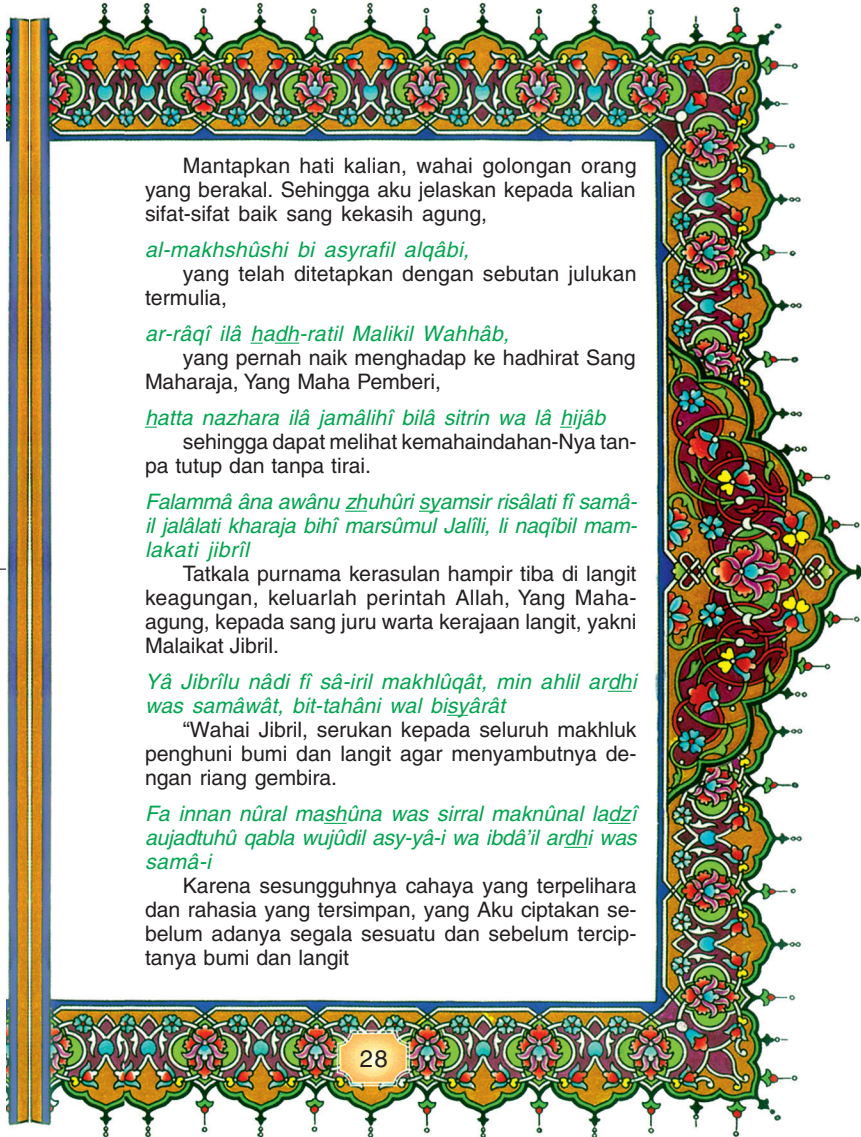 Mantapkan hati kalian, wahai golongan orang
yang berakal. Sehingga aku jelaskan kepada kalian
sifat-sifat baik sang kekasih agung,
al-makhshûshi bi asyrafil alqâbi,
yang telah ditetapkan dengan sebutan julukan
termulia,
ar-râqî ilâ hadh-ratil Malikil Wahhâb,
yang pernah naik menghadap ke hadhirat Sang
Maharaja, Yang Maha Pemberi,
hatta nazhara ilâ jamâlihî bilâ sitrin wa lâ hijâb
sehingga dapat melihat kemahaindahan-Nya tan-
pa tutup dan tanpa tirai.
Falammâ âna awânu zhuhûri syamsir risâlati fî samâ-
il jalâlati kharaja bihî marsûmul Jalîli, li naqîbil mam-
lakati jibrîl
Tatkala purnama kerasulan hampir tiba di langit
keagungan, keluarlah perintah Allah, Yang Maha-
agung, kepada sang juru warta kerajaan langit, yakni
Malaikat Jibril.
Yâ Jibrîlu nâdi fî sâ-iril makhlûqât, min ahlil ardhi
was samâwât, bit-tahâni wal bisyârât
“Wahai Jibril, serukan kepada seluruh makhluk
penghuni bumi dan langit agar menyambutnya de-
ngan riang gembira.
Fa innan nûral mashûna was sirral maknûnal ladzî
aujadtuhû qabla wujûdil asy-yâ-i wa ibdâ’il ardhi was
samâ-i
Karena sesungguhnya cahaya yang terpelihara
dan rahasia yang tersimpan, yang Aku ciptakan se-
belum adanya segala sesuatu dan sebelum tercip-
tanya bumi dan langit
28